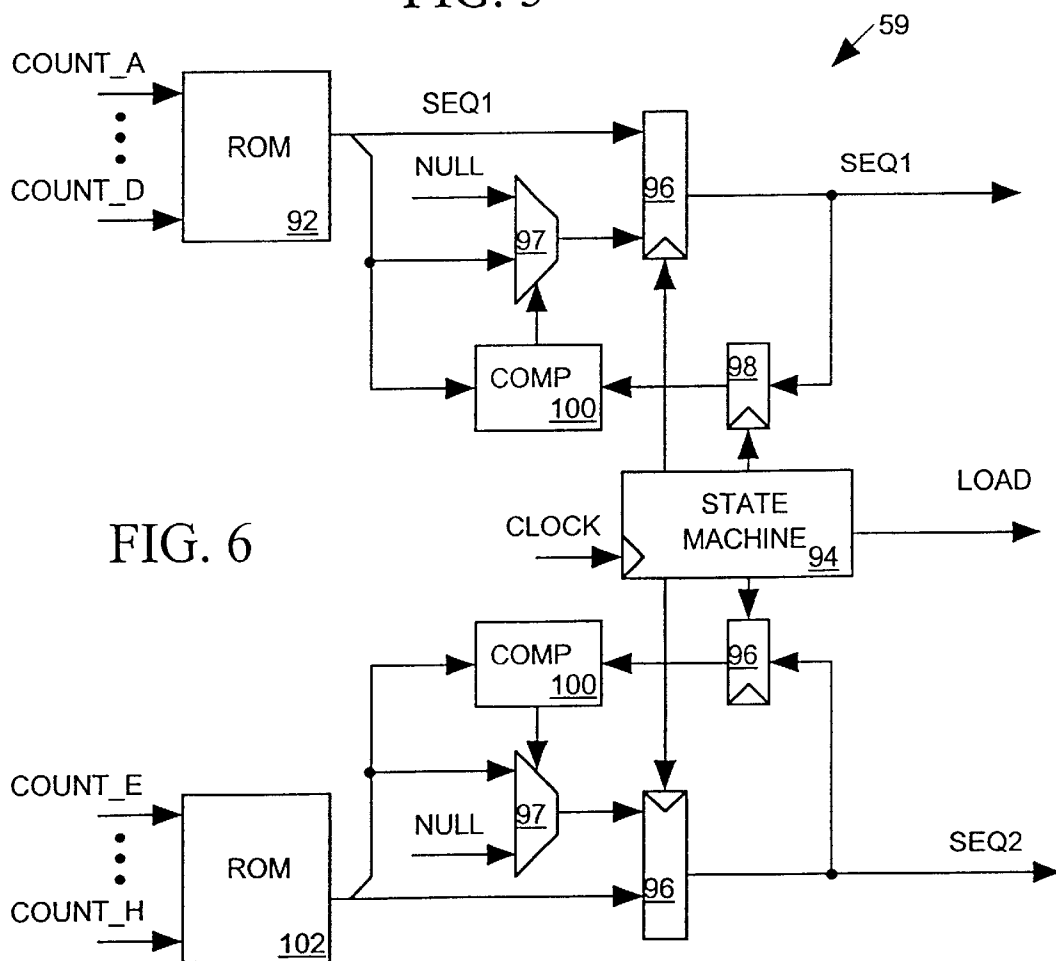 FIG. 5
59
COUNT_A
SEQ1
ROM
NULL
SEQ1
96
COUNT_D
92
97
98
COMP
100
STATE
LOAD
FIG. 6
CLOCK
MACHINE
94
COMP
96
100
COUNT_E
97
ROM
NULL
SEQ2
96
COUNT_H
102